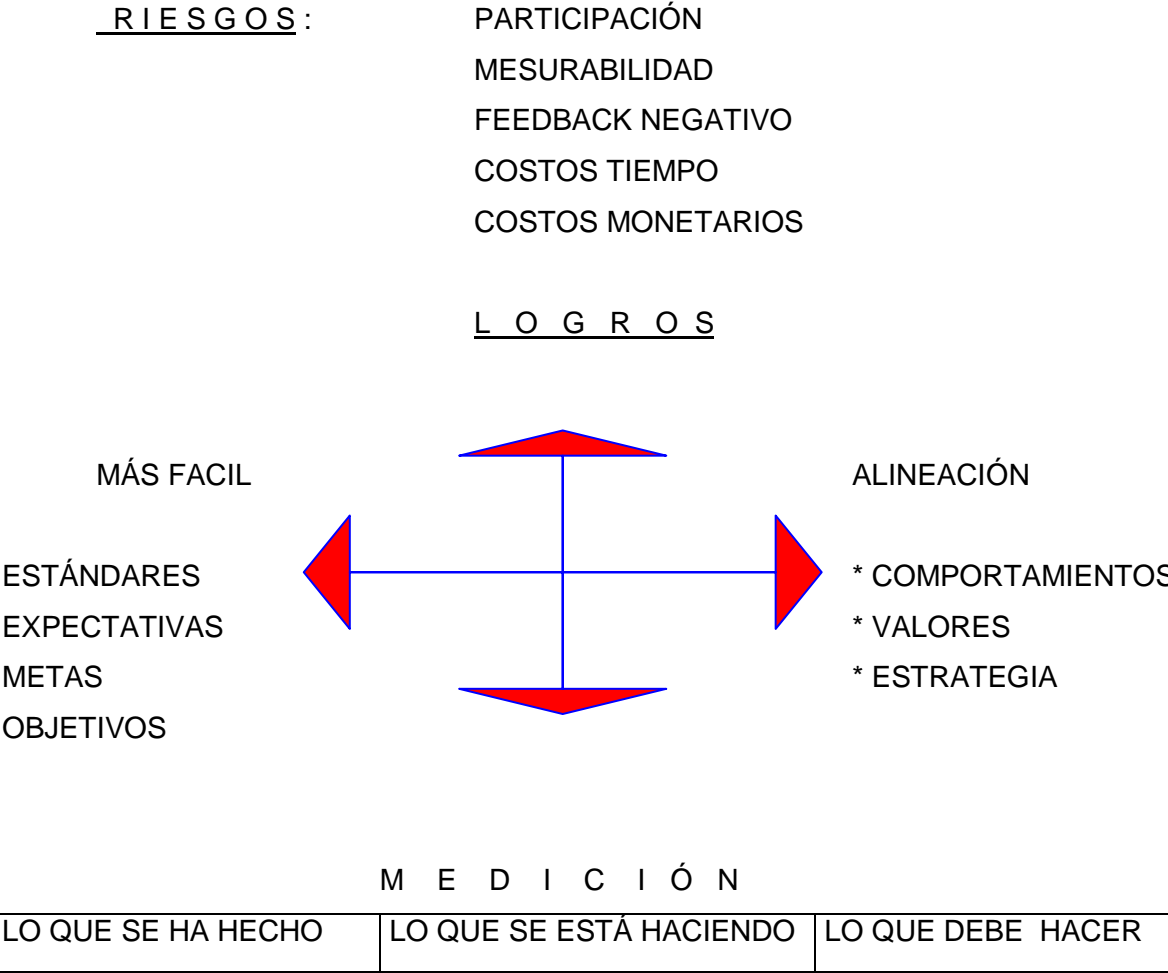 R I E S G O S : PARTICIPACIÓN
MESURABILIDAD
FEEDBACK NEGATIVO
COSTOS TIEMPO
COSTOS MONETARIOS
L O G R O S
MÁS FACIL ALINEACIÓN
ESTÁNDARES * COMPORTAMIENTOS
EXPECTATIVAS * VALORES
METAS * ESTRATEGIA
OBJETIVOS
M E D I C I Ó N
LO QUE SE HA HECHO LO QUE SE ESTÁ HACIENDO LO QUE DEBE HACER